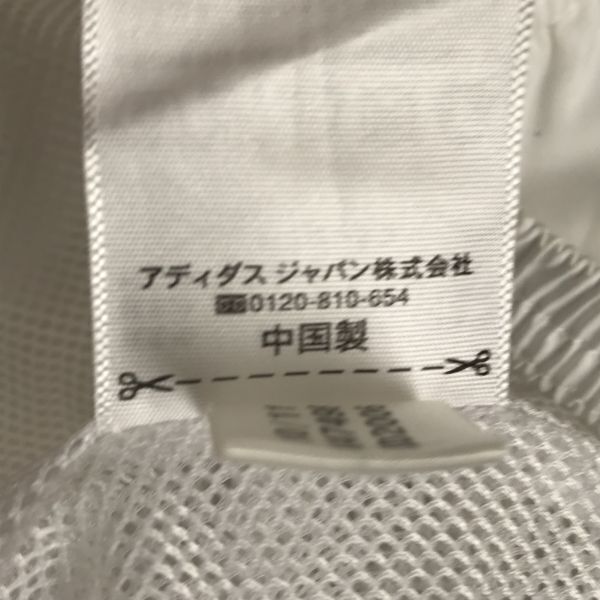 アディダス ジャパン株式会社
0120-810-654
中国製